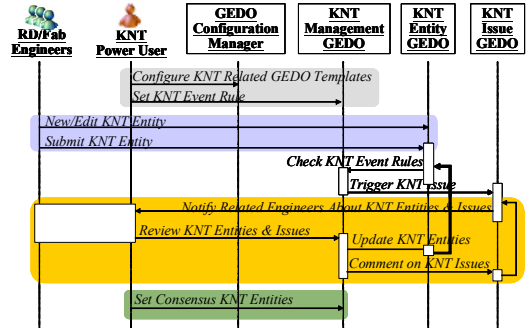 RD/Fab
Engineers
KNT
Power User
GEDO
Configuration
Manager
KNT
Management
GEDO
KNT
Entity
GEDO
KNT
Issue
GEDO
Configure KNT Related GEDO Templates
Set KNT Event Rule
New/Edit KNT Entity
Submit KNT Entity
Check KNT Event Rules
Trigger KNT Issue
Notify Related Engineers About KNT Entities & Issues
Review KNT Entities & Issues
Update KNT Entities
Comment on KNT Issues
Set Consensus KNT Entities